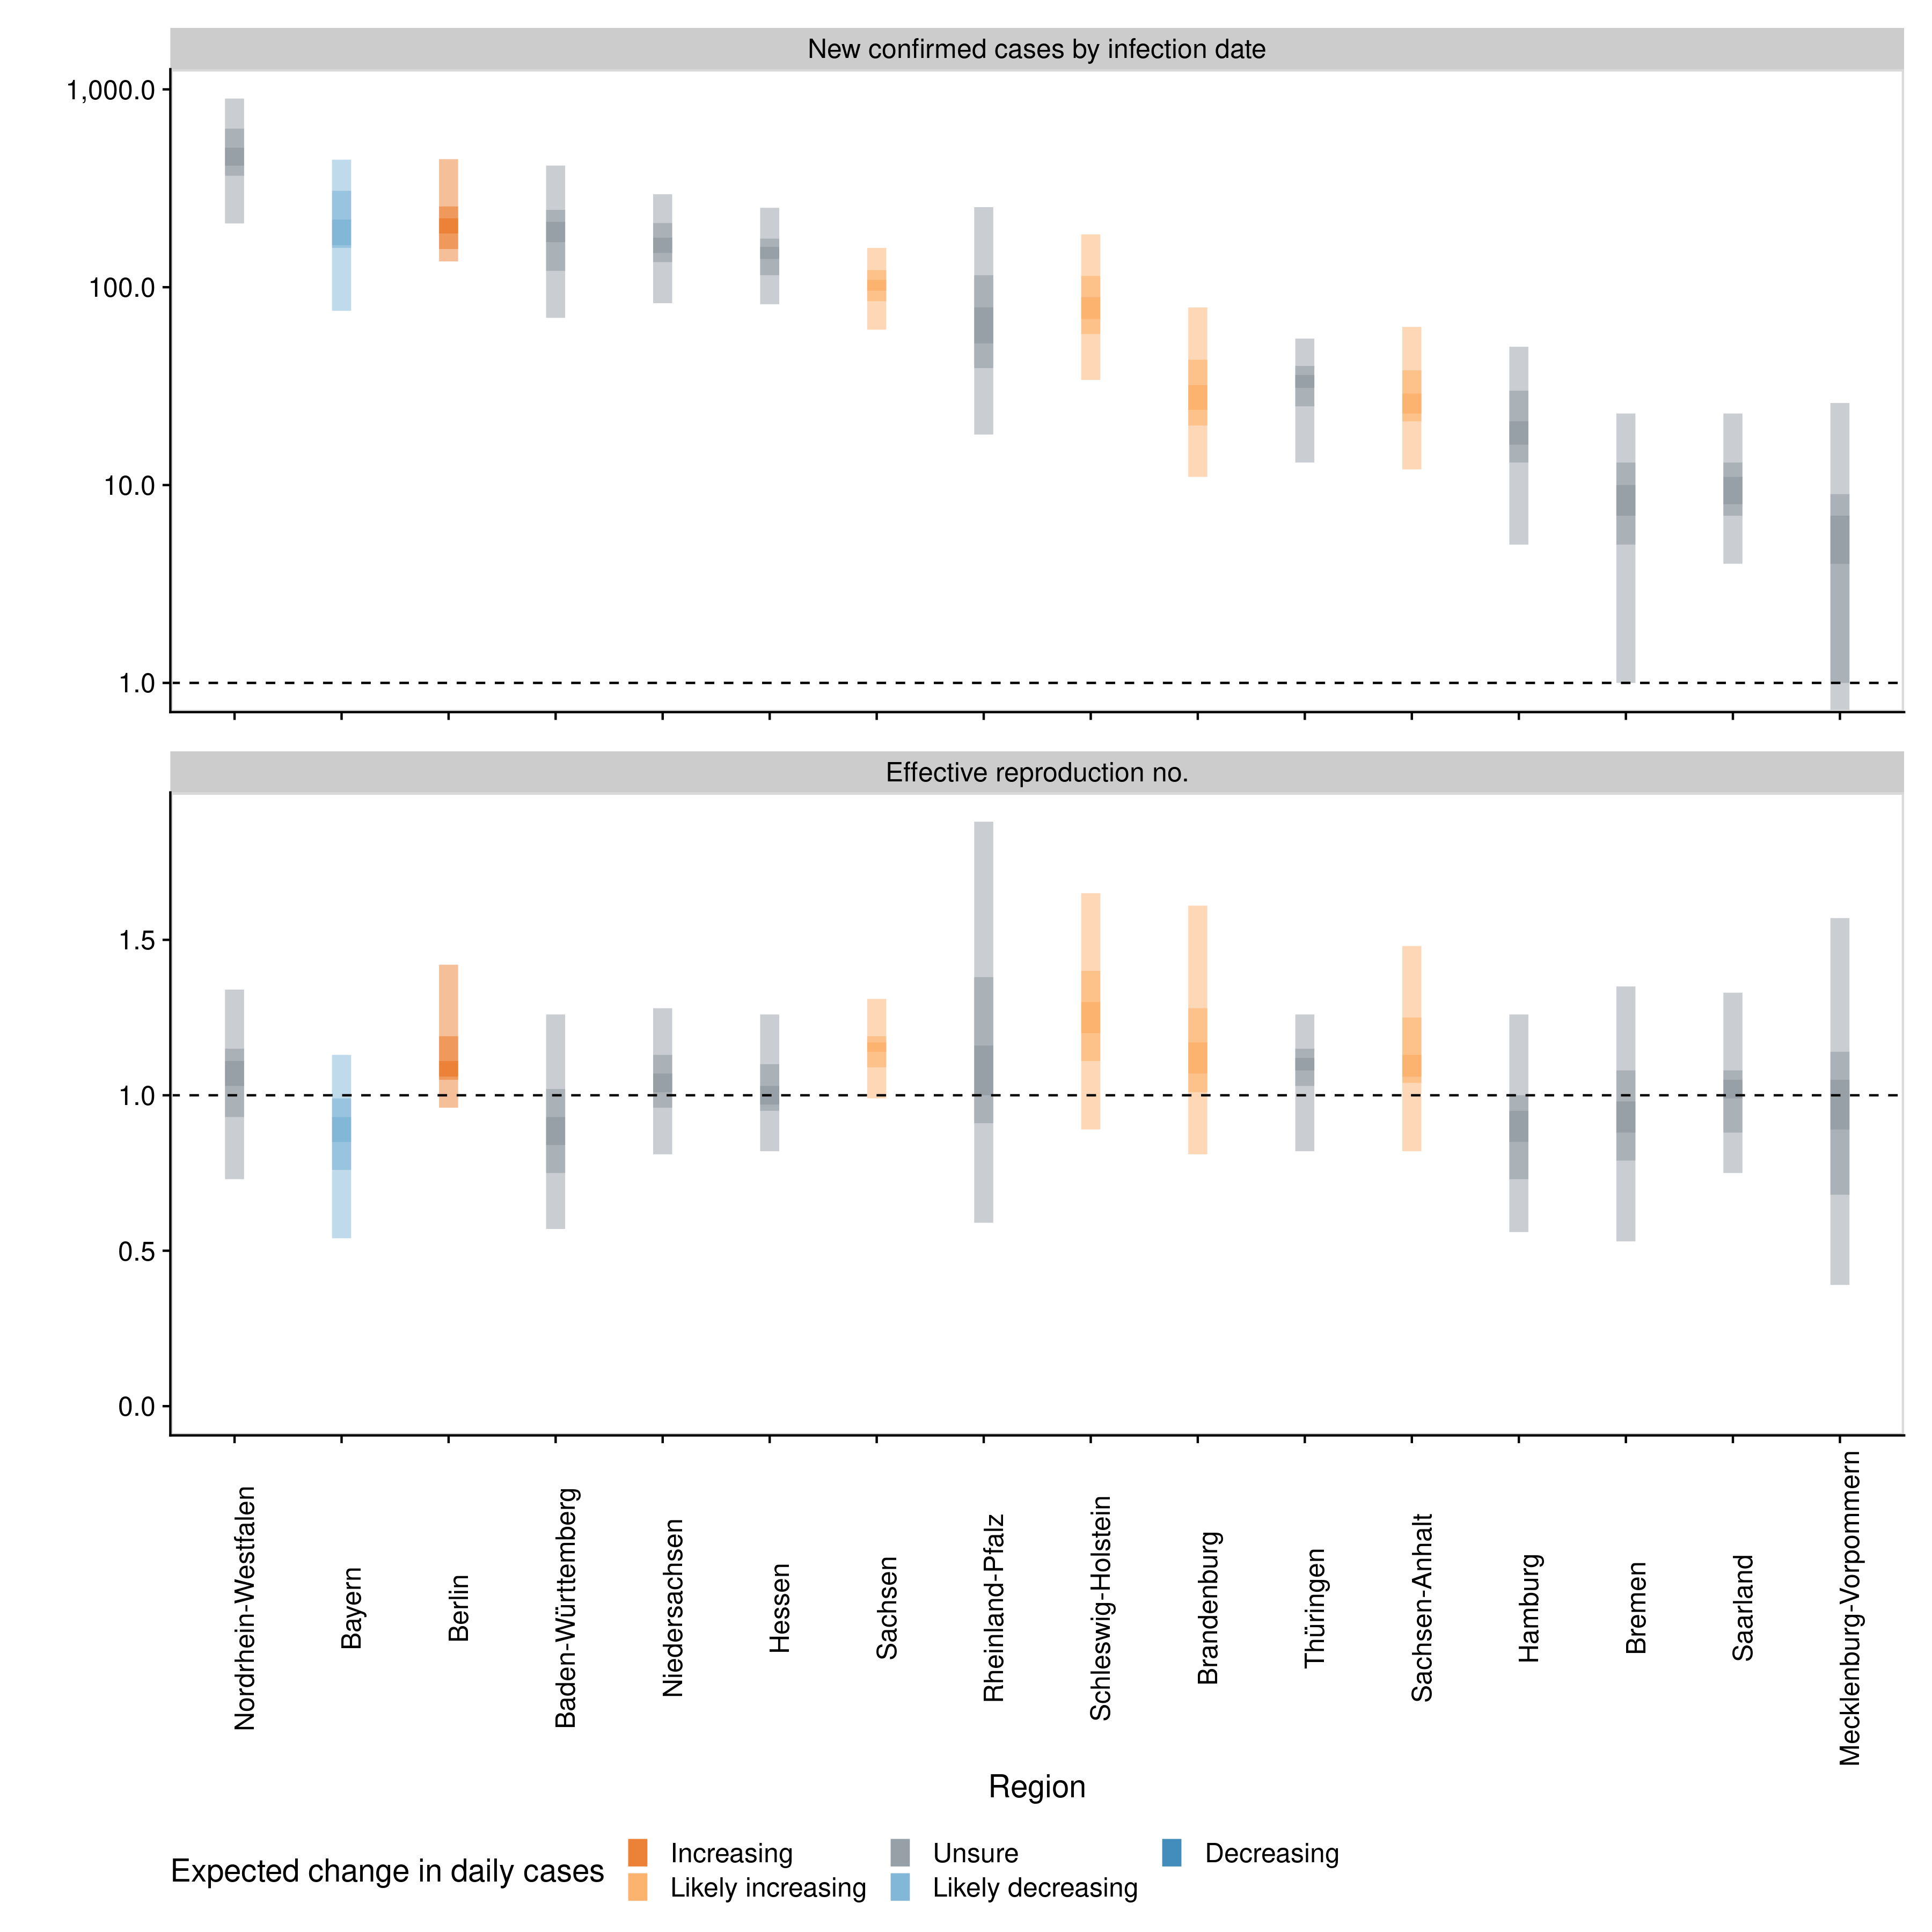 New confirmed cases by infection date
1,000.0
100.0
10.0
1.0
Effective reproduction no.
1.5
1.0
0.5
0.0
Nordrhein-Westfalen
Bayern
Berlin
Baden-Württemberg
Niedersachsen
Hessen
Sachsen
Rheinland-Pfalz
Schleswig-Holstein
Brandenburg
Thüringen
Sachsen-Anhalt
Hamburg
Bremen
Saarland
Mecklenburg-Vorpommern
Region
Expected change in daily cases
Increasing
Likely increasing
Unsure
Likely decreasing
Decreasing